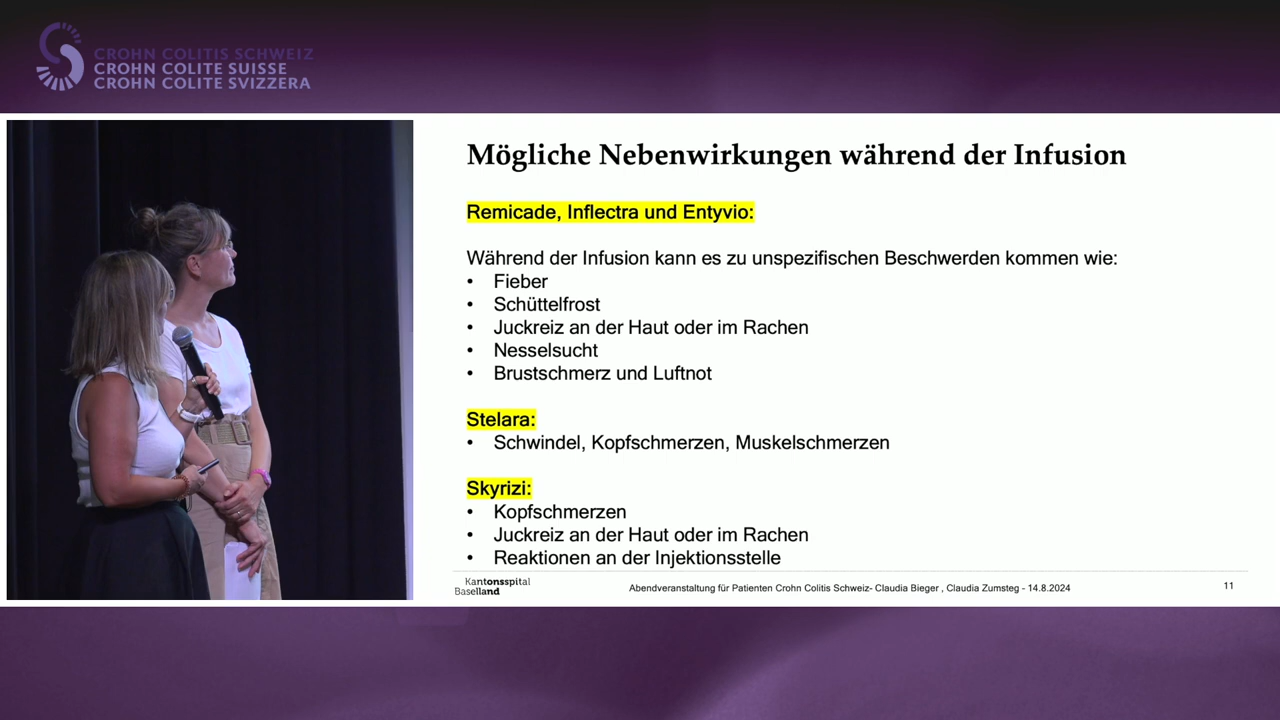 CROHN COLITIS SCHWEIZ
CROHN COLITE SUISSE
CROHN COLITE SVIZZERA
Mögliche Nebenwirkungen während der Infusion
Remicade, Inflectra und Entyvio:
Während der Infusion kann es zu unspezifischen Beschwerden kommen wie:
• Fieber
• Schüttelfrost
• Juckreiz an der Haut oder im Rachen
• Nesselsucht
• Brustschmerz und Luftnot
Stelara:
• Schwindel, Kopfschmerzen, Muskelschmerzen
Skyrizi:
• Kopfschmerzen
• Juckreiz an der Haut oder im Rachen
• Reaktionen an der Injektionsstelle
Kantonsspital
Baselland
Abendveranstaltung für Patienten Crohn Colitis Schweiz- Claudia Bieger , Claudia Zumsteg - 14.8.2024
11